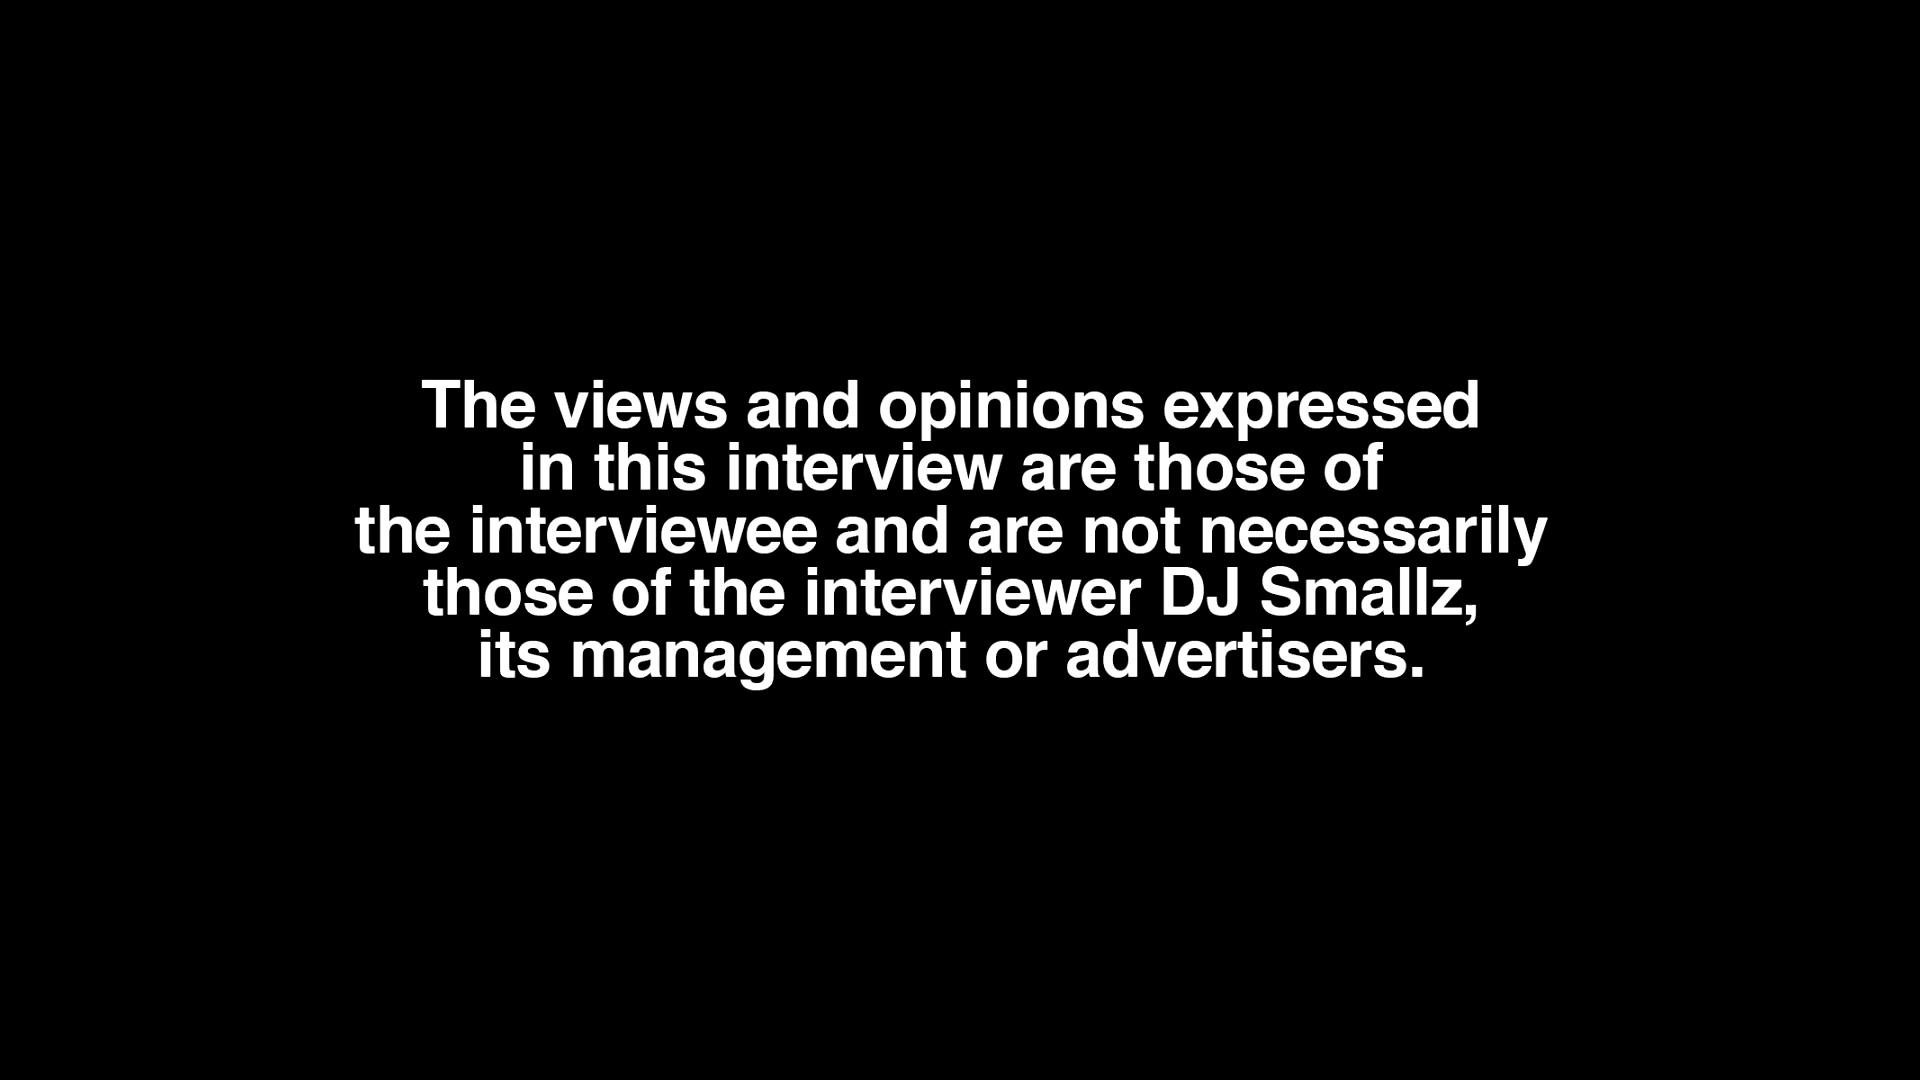 The views and opinions expressed
in this interview are those of
the interviewee and are not necessarily
those of the interviewer DJ Smallz,
its management or advertisers.